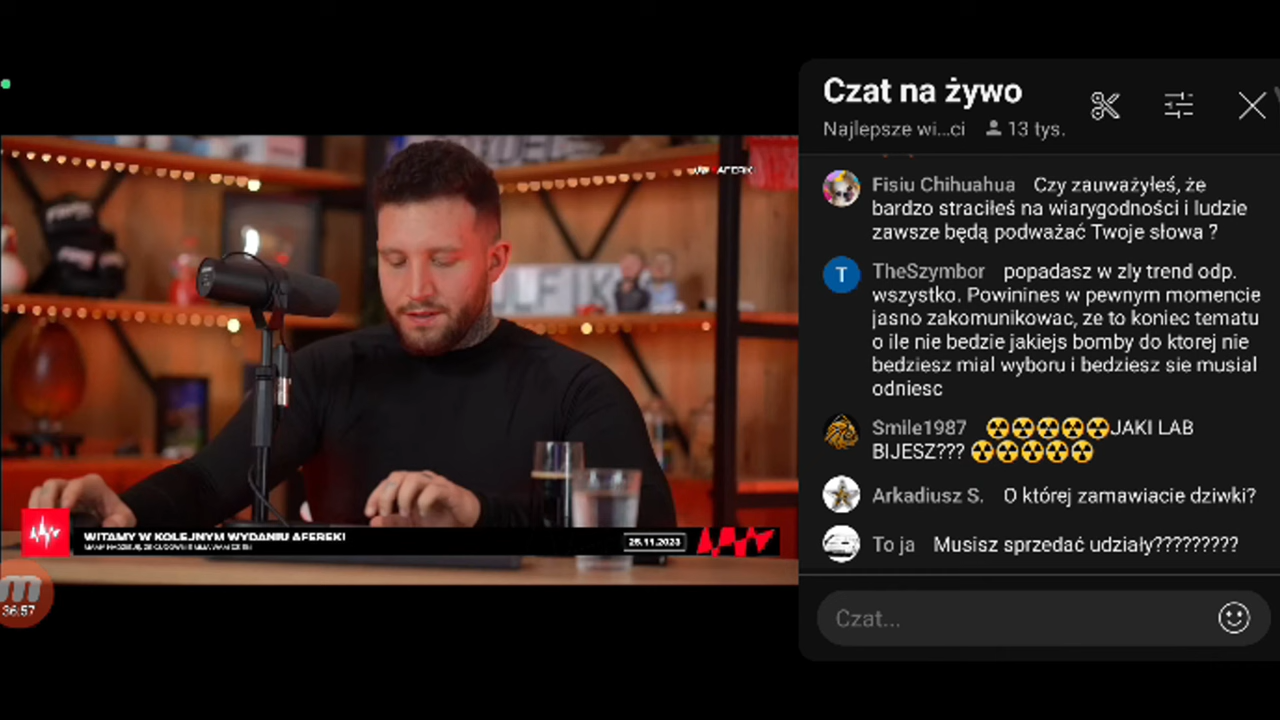 Czat na żywo
Najlepsze wi...ci 13 tys.
Fisiu Chihuahua Czy zauważyłeś, że
bardzo straciłeś na wiarygodności i ludzie
zawsze będą podważać Twoje słowa ?
T TheSzymbor popadasz w zly trend odp.
wszystko. Powinines w pewnym momencie
jasno zakomunikowac, ze to koniec tematu
o ile nie bedzie jakiejs bomby do ktorej nie
bedziesz mial wyboru i bedziesz sie musial
odniesc
Smile1987 ☢☢☢☢☢JAKI LAB
BIJESZ??? ☢☢☢☢☢
Arkadiusz S. O której zamawiacie dziwki?
To ja Musisz sprzedać udziały?????????
Czat...
AFERK
WITAMY W KOLEJNYM WYDANIU AFEREK!
25.11.2023
m
36:57